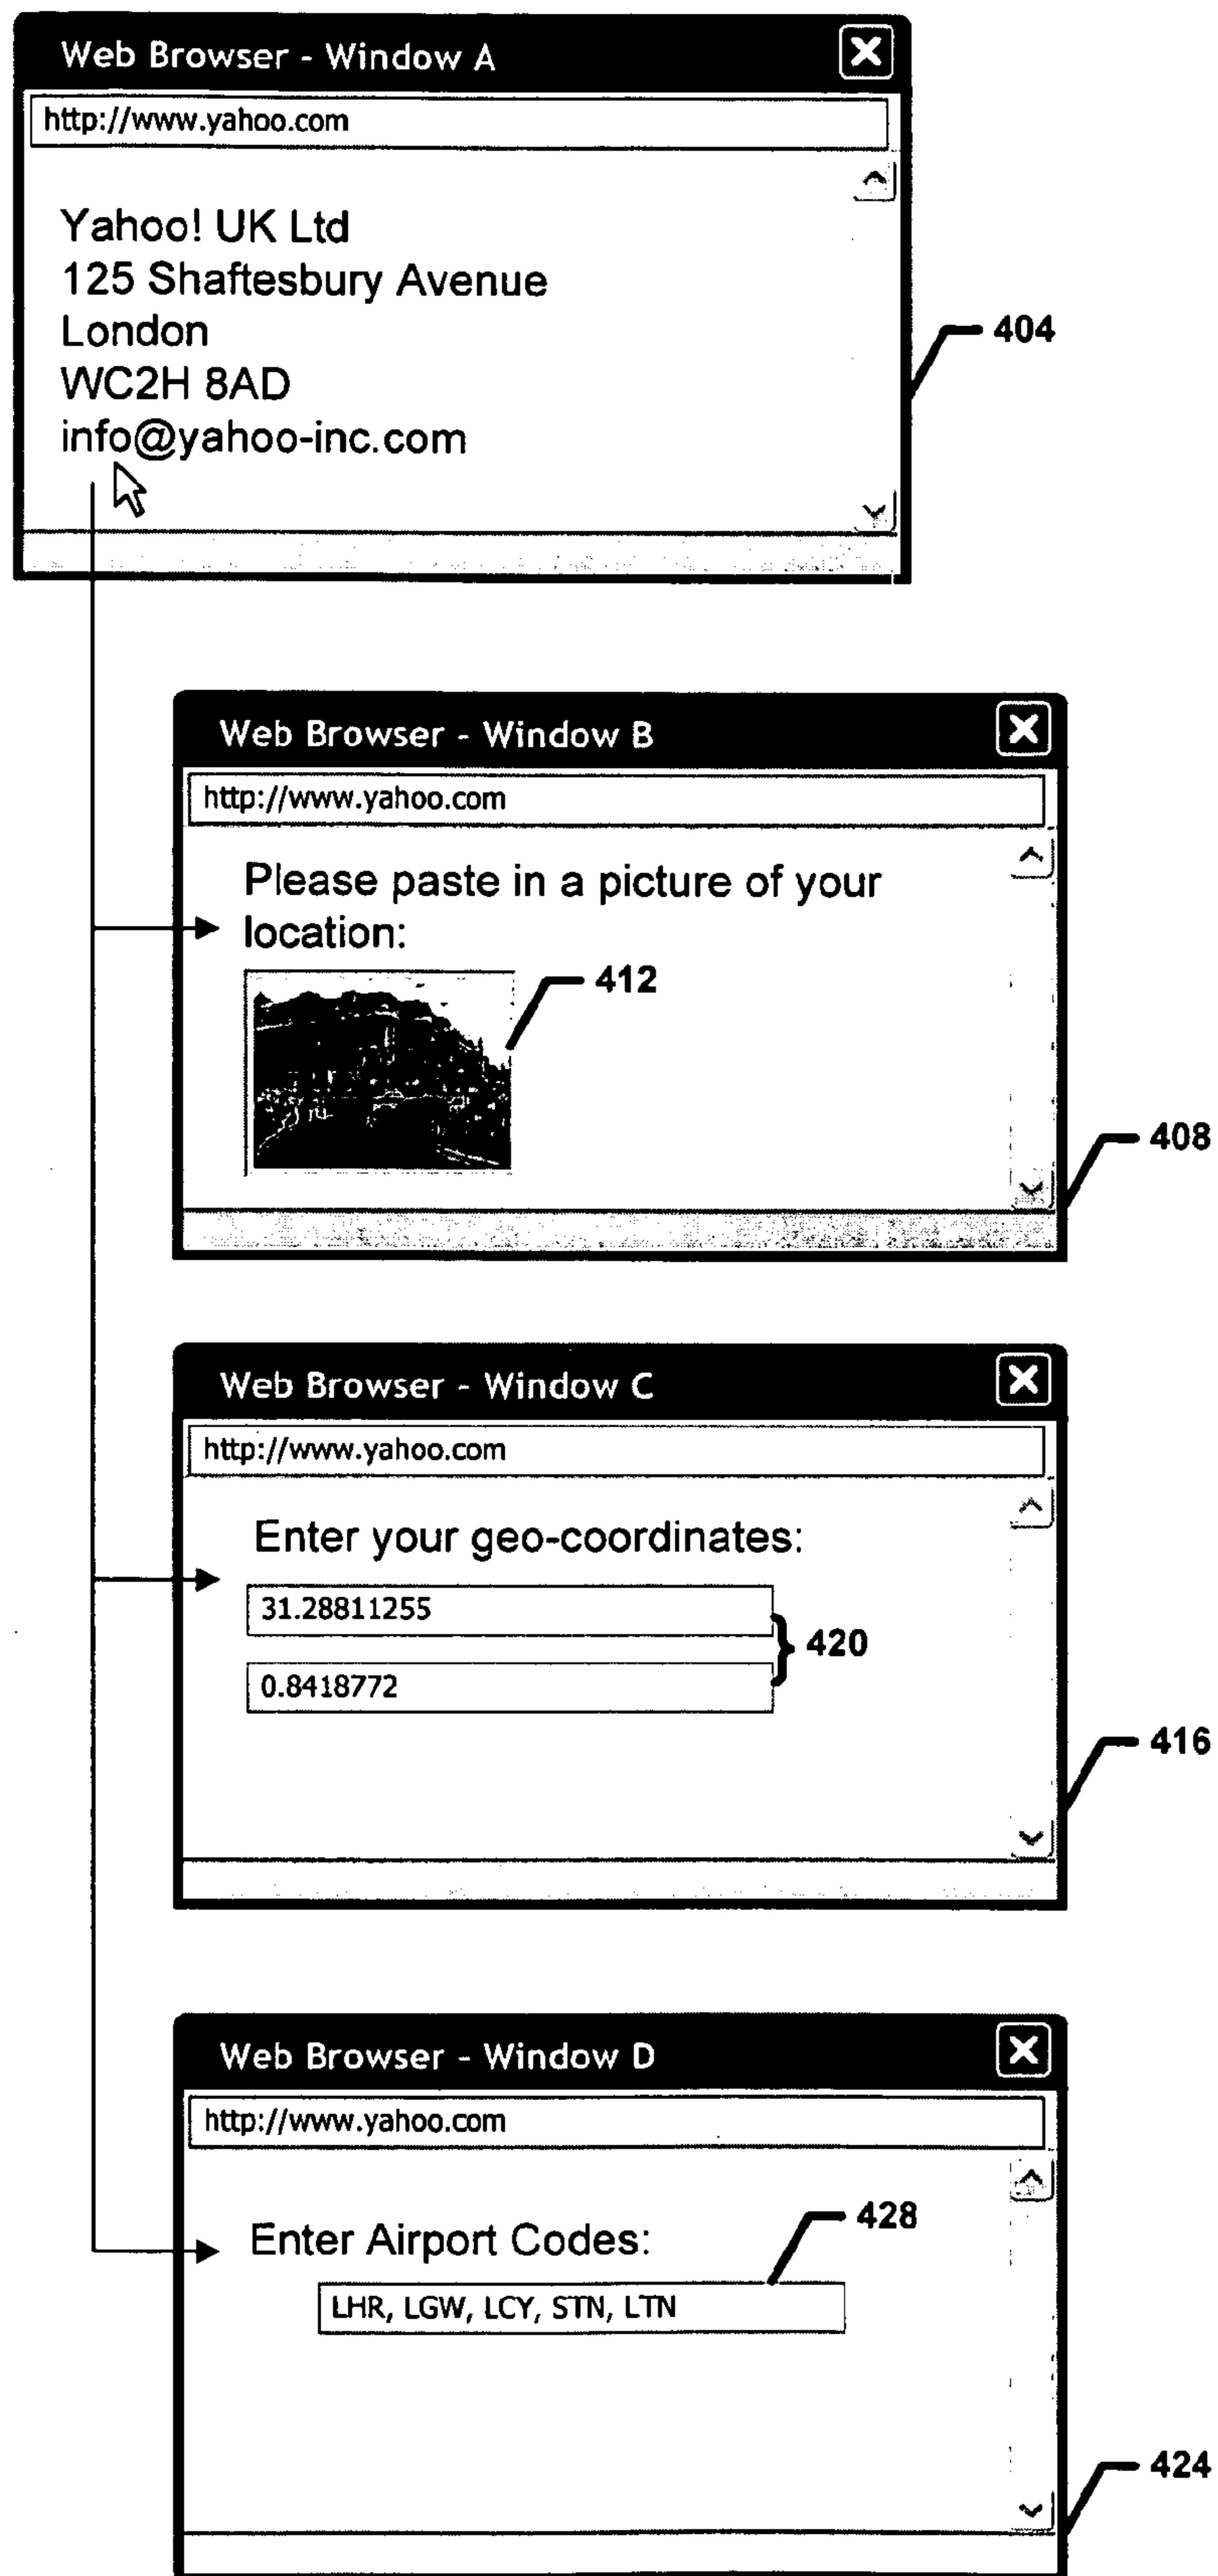 Web Browser - Window A
http://www.yahoo.com
Yahoo! UK Ltd
125 Shaftesbury Avenue
London
WC2H 8AD
info@yahoo-inc.com
404
Web Browser - Window B
http://www.yahoo.com
Please paste in a picture of your
location:
412
408
Web Browser - Window C
http://www.yahoo.com
Enter your geo-coordinates:
31.28811255
0.8418772
420
416
Web Browser - Window D
http://www.yahoo.com
428
Enter Airport Codes:
LHR, LGW, LCY, STN, LTN
424